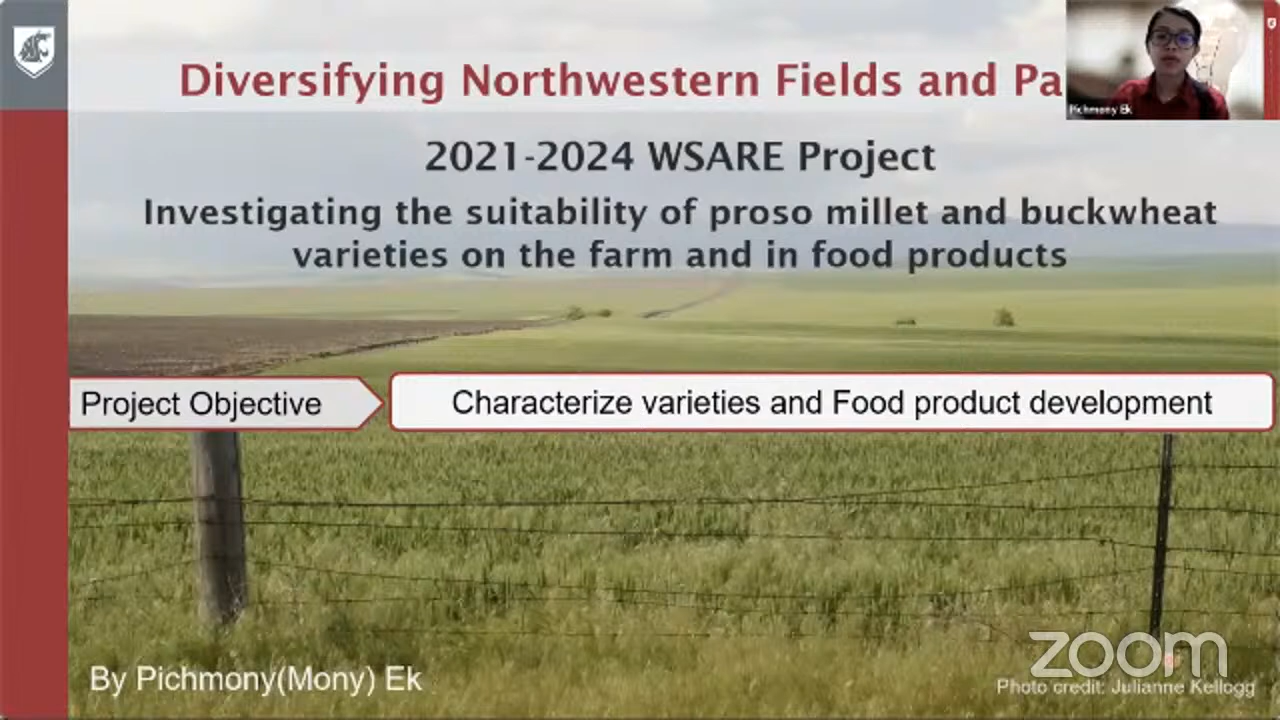 Diversifying Northwestern Fields and Pa
Pichmony Ek
2021-2024 WSARE Project
Investigating the suitability of proso millet and buckwheat
varieties on the farm and in food products
Project Objective
Characterize varieties and Food product development
By Pichmony(Mony) Ek
zoom
Photo credit: Julianne Kellogg